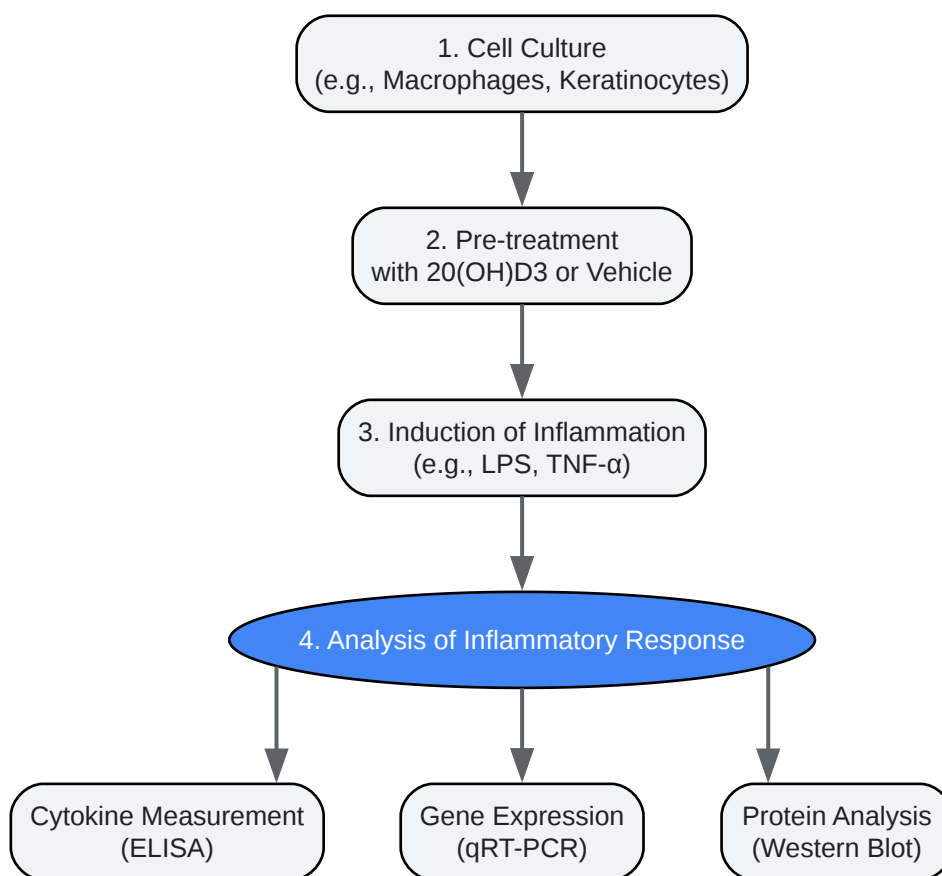 1. Cell Culture
(e.g., Macrophages, Keratinocytes)
2. Pre-treatment
with 20(OH)D3 or Vehicle
3. Induction of Inflammation
(e.g., LPS, TNF-α)
4. Analysis of Inflammatory Response
Cytokine Measurement
(ELISA)
Gene Expression
(qRT-PCR)
Protein Analysis
(Western Blot)